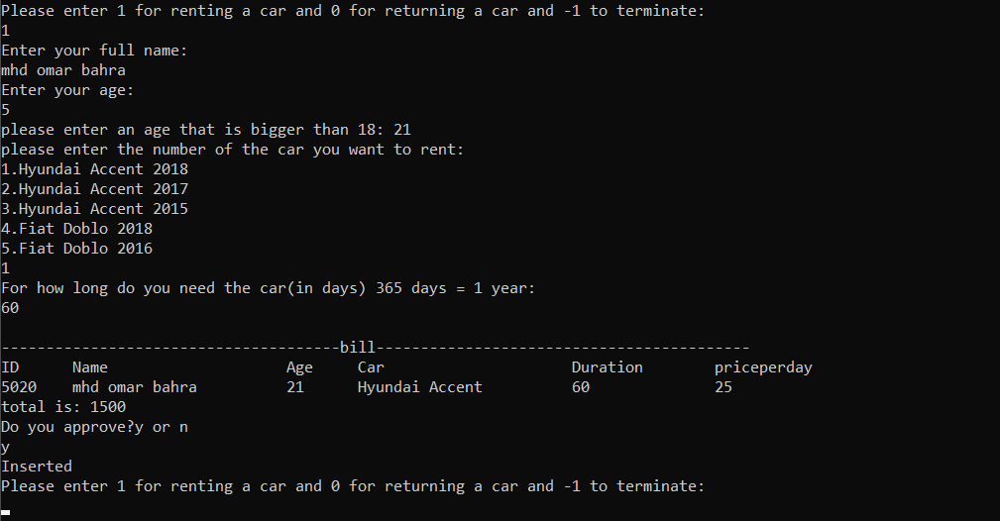 Please enter 1 for renting a car and 0 for returning a car and -1 to terminate:
1
Enter your full name:
mhd omar bahra
Enter your age:
5
please enter an age that is bigger than 18: 21
please enter the number of the car you want to rent:
1.Hyundai Accent 2018
2.Hyundai Accent 2017
3.Hyundai Accent 2015
4.Fiat Doblo 2018
5.Fiat Doblo 2016
1
For how long do you need the car(in days) 365 days = 1 year:
60
--------------------------------------bill------------------------------------------
ID      Name                    Age     Car                     Duration        priceperday
5020    mhd omar bahra          21      Hyundai Accent          60              25
total is: 1500
Do you approve?y or n
y
Inserted
Please enter 1 for renting a car and 0 for returning a car and -1 to terminate: